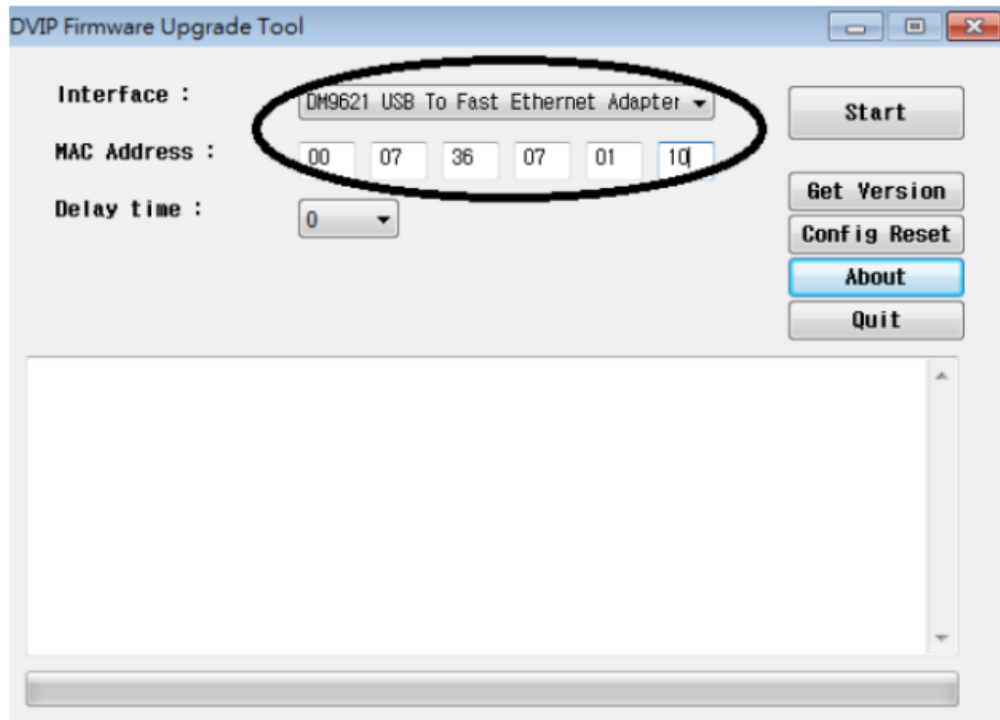 DVIP Firmware Upgrade Tool
Interface :
DM9621 USB To Fast Ethernet Adapter
Start
MAC Address :
00 07 36 07 01 10
Get Version
Delay time :
0
Config Reset
About
Quit